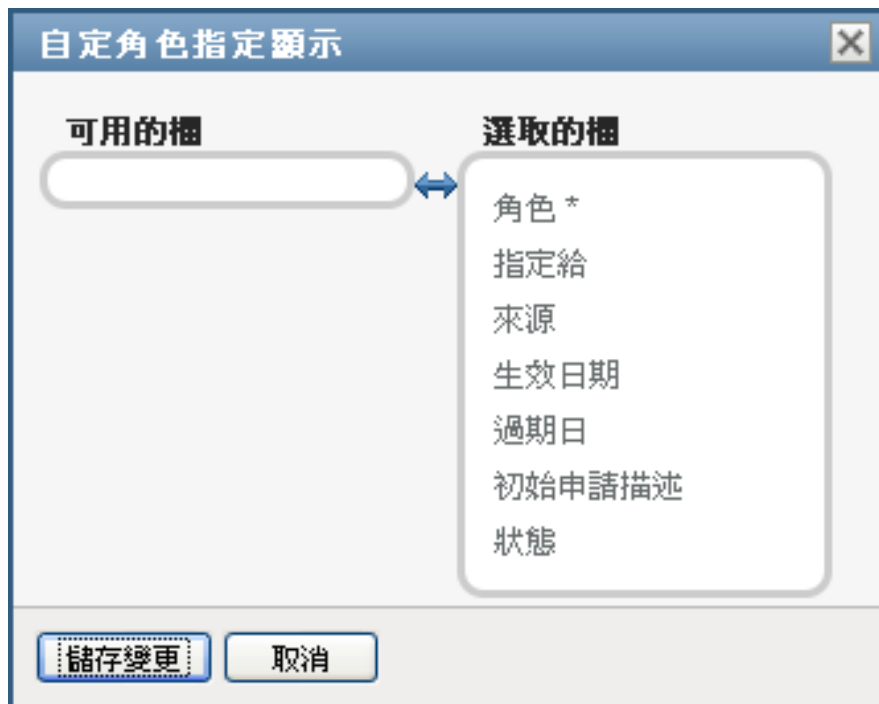 自定角色指定顯示
可用的欄
選取的欄
角色 *
指定給
來源
生效日期
過期日
初始申請描述
狀態
儲存變更
取消